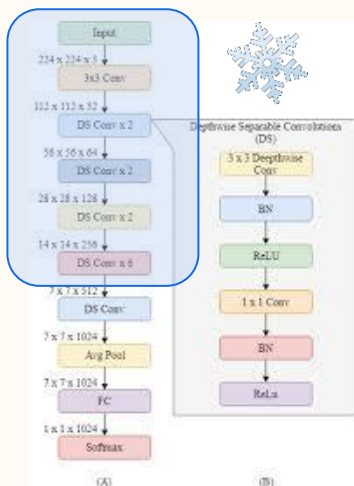 Input
224 x 224 x 3
3x3 Conv
112 x 112 x 32
DS Conv x 2
56 x 56 x 64
DS Conv x 2
28 x 28 x 128
DS Conv x 2
14 x 14 x 256
DS Conv x 6
7 x 7 x 512
DS Conv
7 x 7 x 1024
Avg Pool
7 x 7 x 1024
FC
1 x 1 x 1024
Softmax
(A)
Depthwise Separable Convolutions
(DS)
3 x 3 Deepthwise
Conv
BN
ReLU
1 x 1 Conv
BN
ReLu
(B)